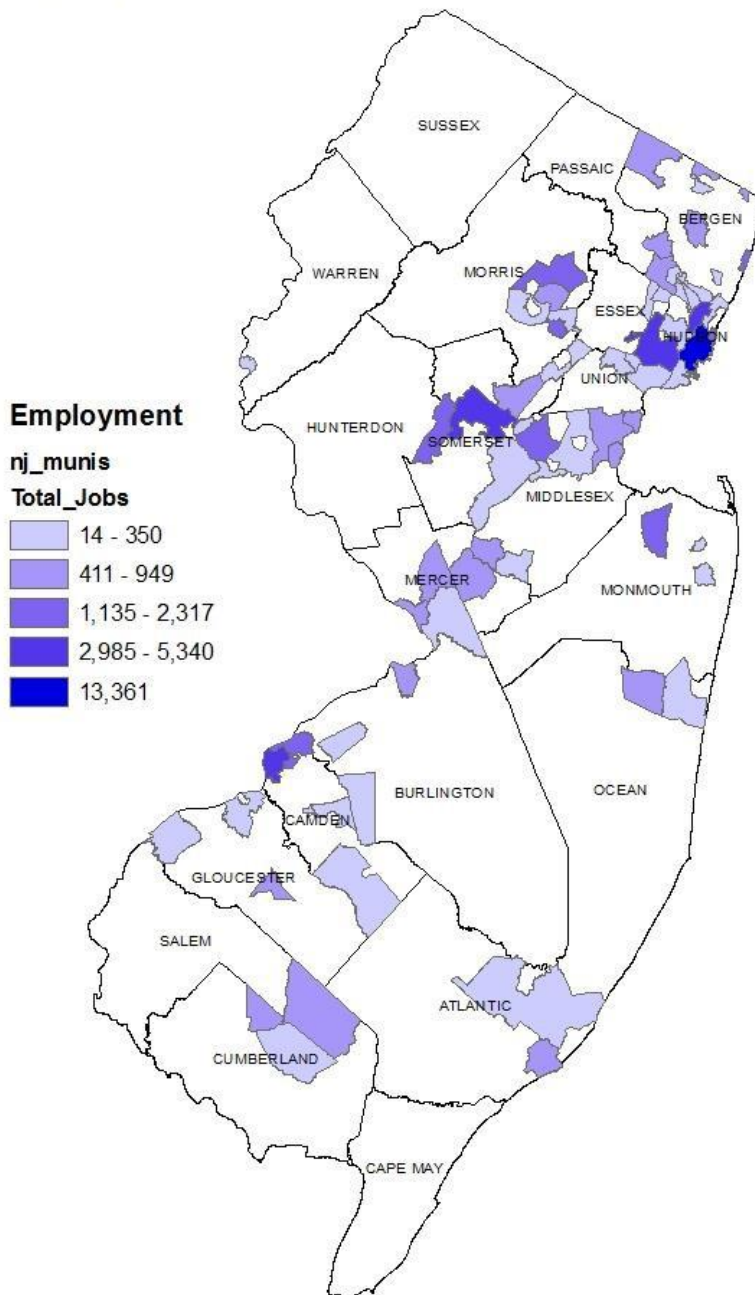 SUSSEX
PASSAIC
BERGEN
WARREN
MORRIS
ESSEX
HUDSON
UNION
Employment
HUNTERDON
nj_munis
SOMERSET
Total_Jobs
MIDDLESEX
14 - 350
411 - 949
MERCER
MONMOUTH
1,135 - 2,317
2,985 - 5,340
13,361
BURLINGTON
OCEAN
CAMDEN
GLOUCESTER
SALEM
ATLANTIC
CUMBERLAND
CAPE MAY